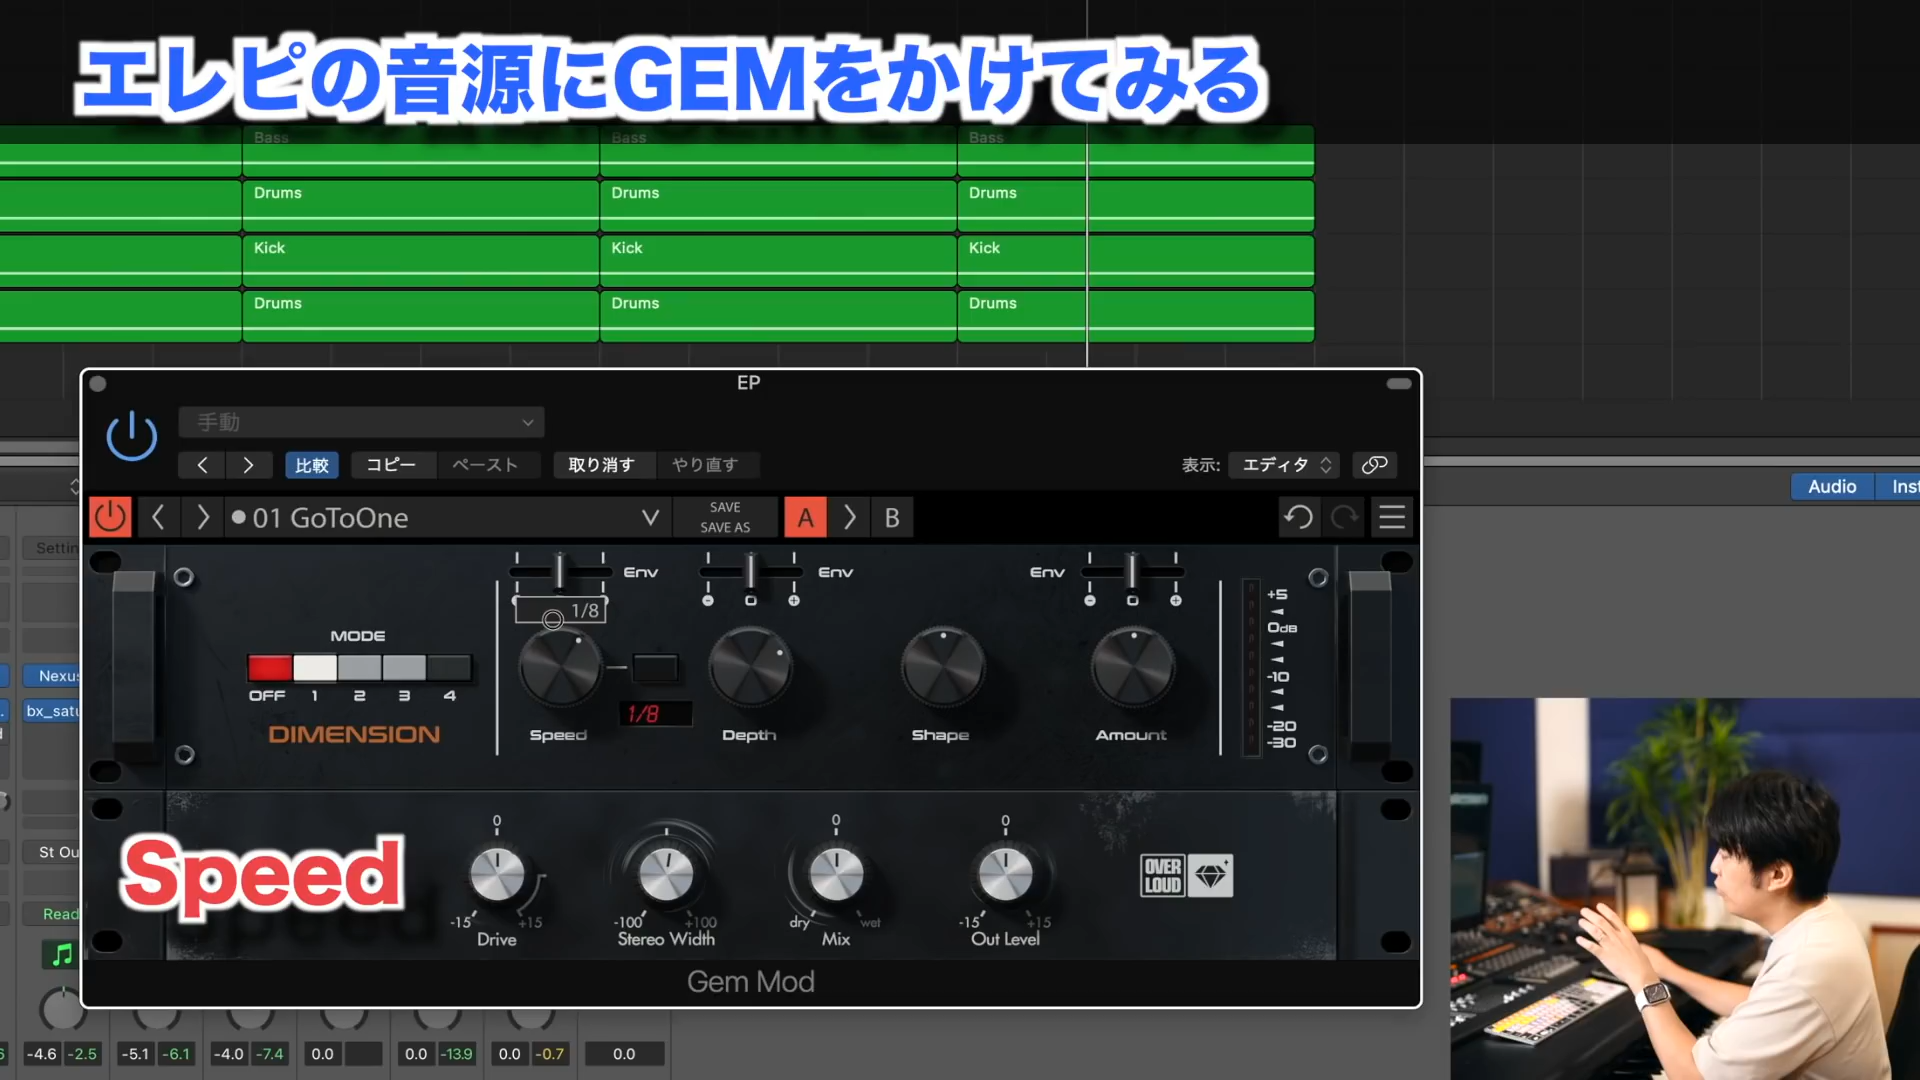 エレピの音源にGEMをかけてみる
Bass
Bass
Bass
Drums
Drums
Drums
Kick
Kick
Kick
Drums
Drums
Drums
EP
手動
比較
コピー
ペースト
取り消す
やり直す
表示:
エディタ
Audio
Inst
01 GoToOne
SAVE
SAVE AS
A
B
Settin
Env
Env
Env
1/8
MODE
OFF 1 2 3 4
DIMENSION
Speed
1/8
Depth
Shape
Amount
+5
0dB
-10
-20
-30
Nexus
bx_satu
Speed
St Ou
Read
0
-15 +15
Drive
-100 +100
Stereo Width
0
dry wet
Mix
0
-15 +15
Out Level
OVER
LOUD
Gem Mod
-4.6 -2.5
-5.1 -6.1
-4.0 -7.4
0.0
0.0 -13.9
0.0 -0.7
0.0